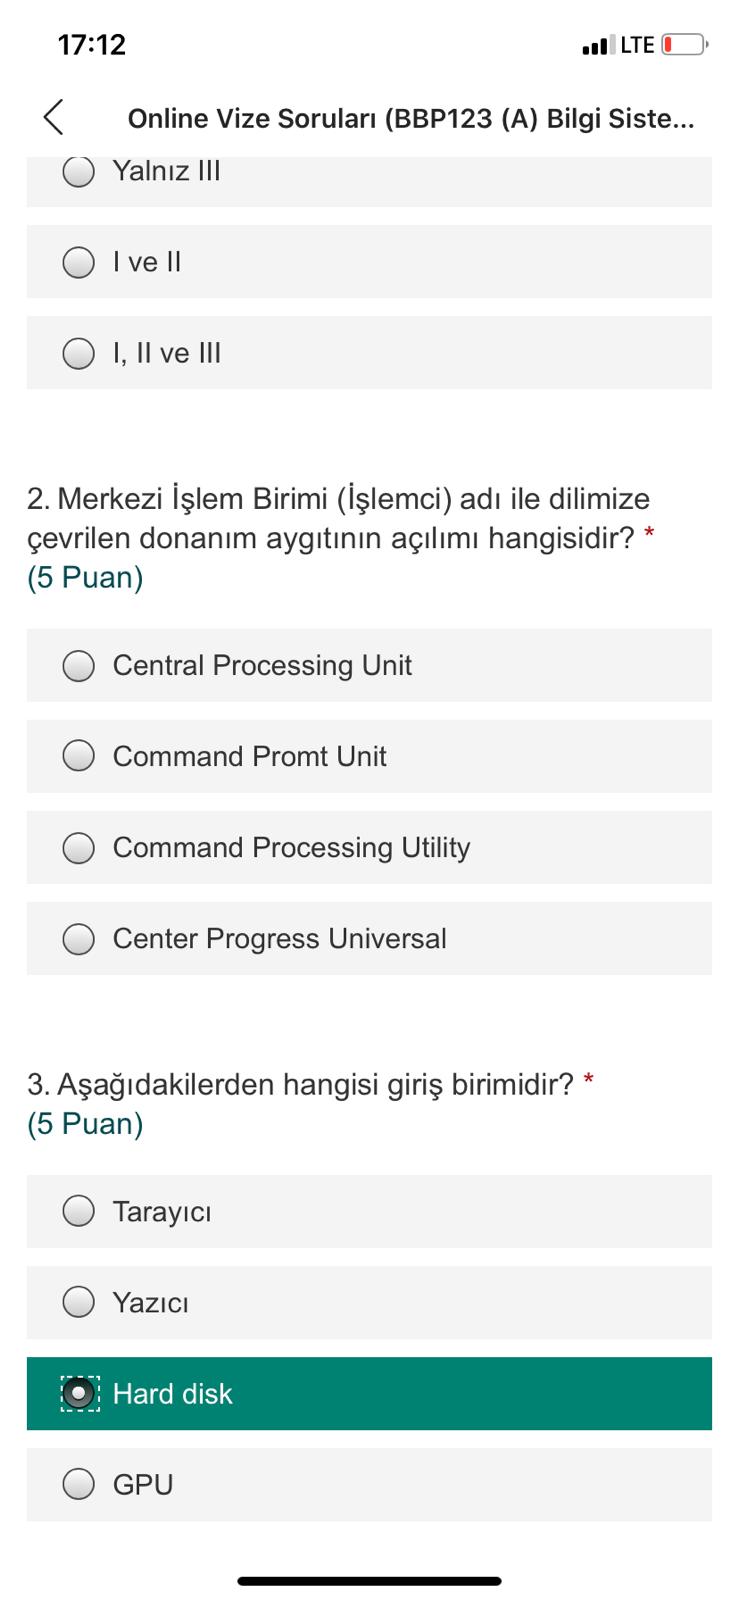 17:12
LTE
Online Vize Soruları (BBP123 (A) Bilgi Siste...
Yalnız III
I ve II
I, II ve III
2. Merkezi İşlem Birimi (İşlemci) adı ile dilimize
çevrilen donanım aygıtının açılımı hangisidir? *
(5 Puan)
Central Processing Unit
Command Promt Unit
Command Processing Utility
Center Progress Universal
3. Aşağıdakilerden hangisi giriş birimidir? *
(5 Puan)
Tarayıcı
Yazıcı
Hard disk
GPU